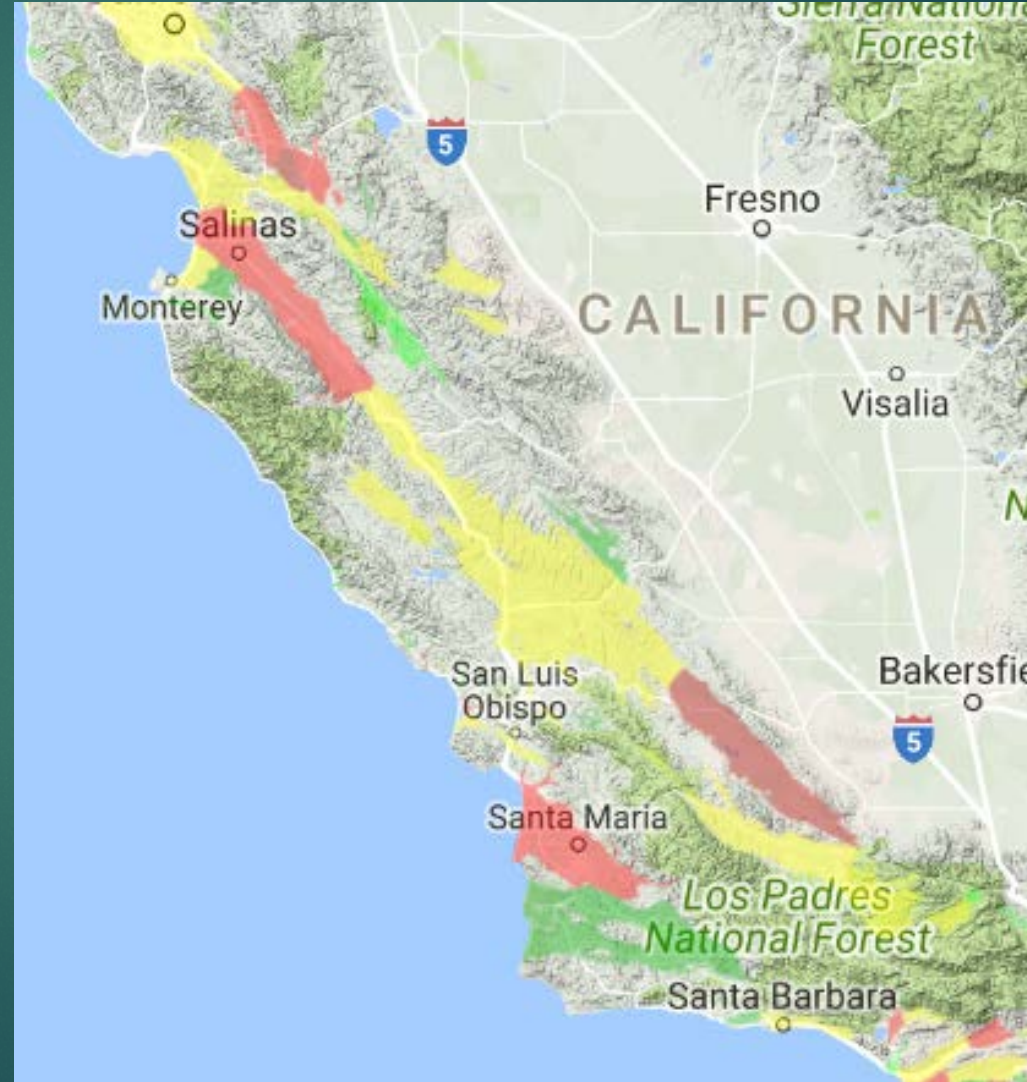 Forest
5
Fresno
Salinas
Monterey
CALIFORNIA
Visalia
San Luis
Obispo
5
Santa Maria
Los Padres
National Forest
Santa Barbara